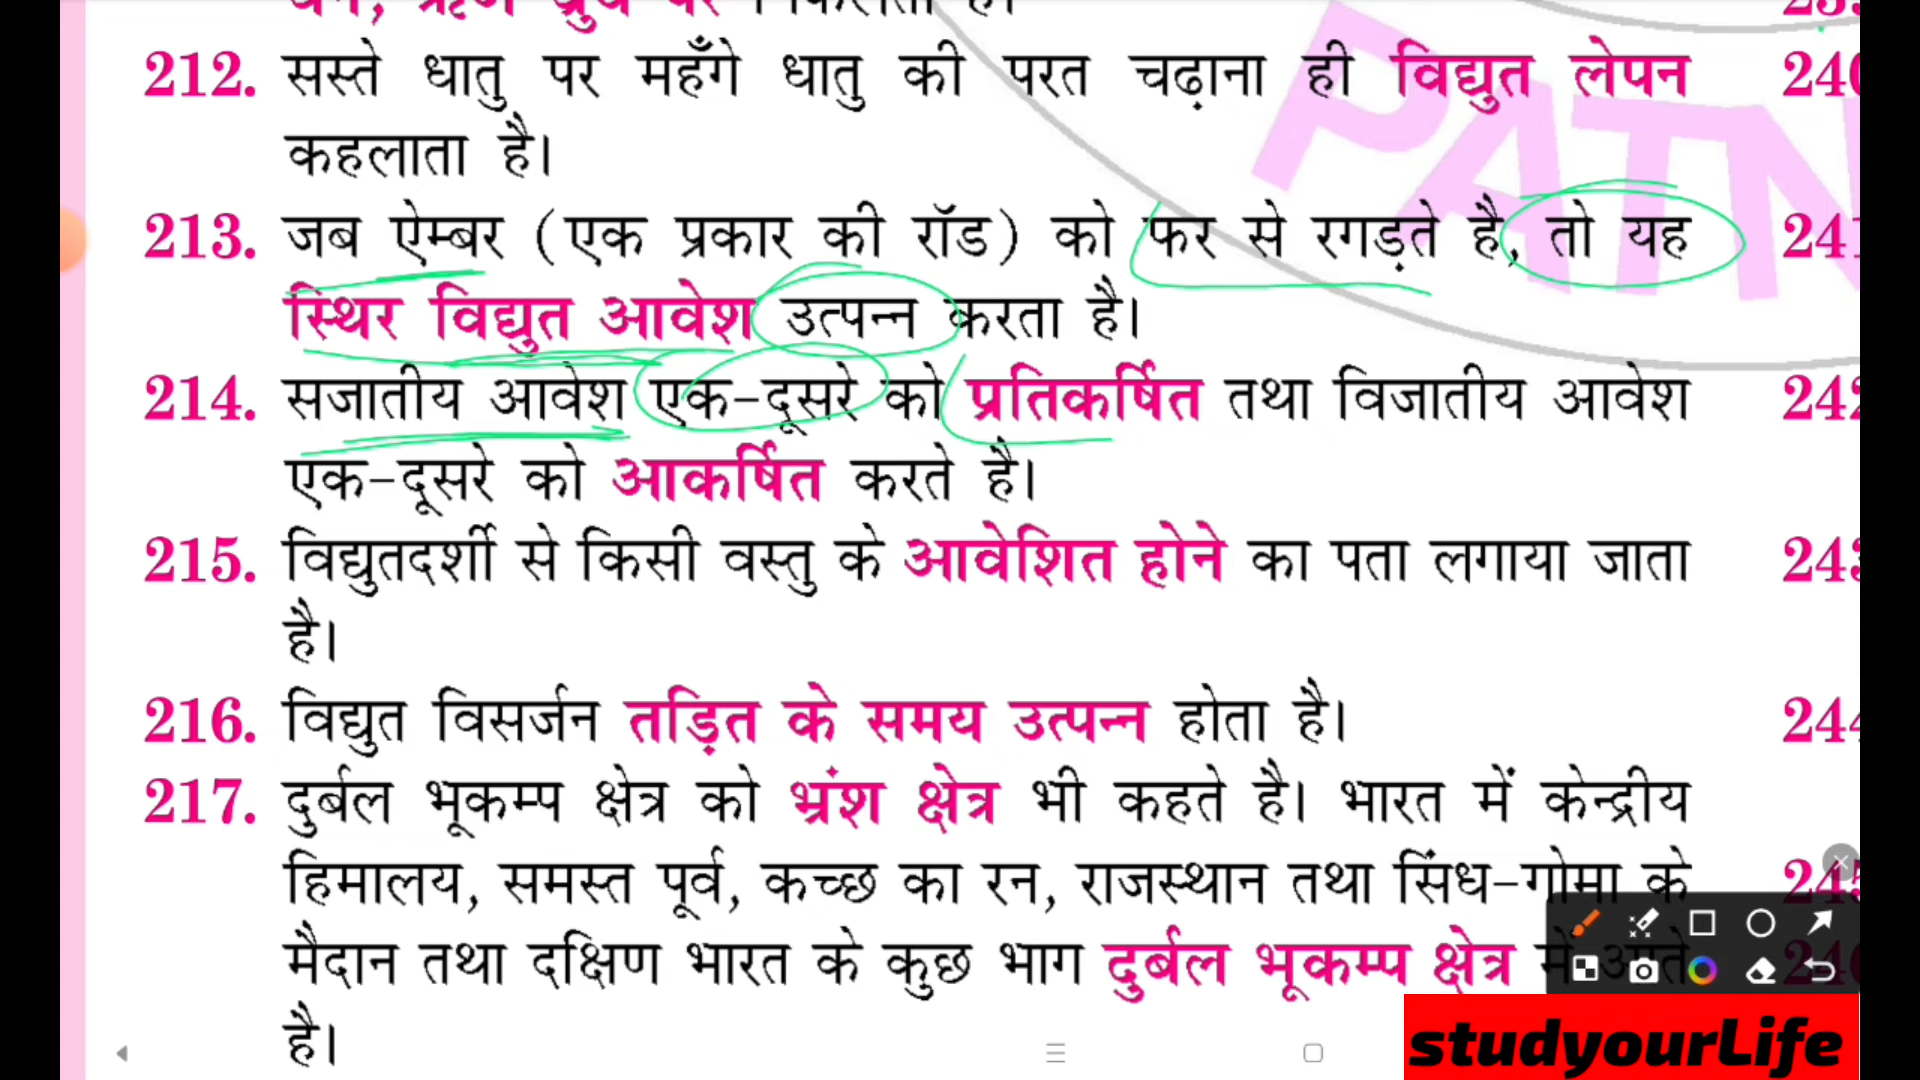 212. सस्ते धातु पर महँगे धातु की परत चढ़ाना ही विद्युत लेपन
कहलाता है।
213. जब ऐम्बर (एक प्रकार की रॉड) को फर से रगड़ते है, तो यह
स्थिर विद्युत आवेश उत्पन्न करता है।
214. सजातीय आवेश एक-दूसरे को प्रतिकर्षित तथा विजातीय आवेश
एक-दूसरे को आकर्षित करते है।
215. विद्युतदर्शी से किसी वस्तु के आवेशित होने का पता लगाया जाता
है।
216. विद्युत विसर्जन तड़ित के समय उत्पन्न होता है।
217. दुर्बल भूकम्प क्षेत्र को भ्रंश क्षेत्र भी कहते है। भारत में केन्द्रीय
हिमालय, समस्त पूर्व, कच्छ का रन, राजस्थान तथा सिंध-गोमा के
मैदान तथा दक्षिण भारत के कुछ भाग दुर्बल भूकम्प क्षेत्र में
है।
PATN
studyourLife